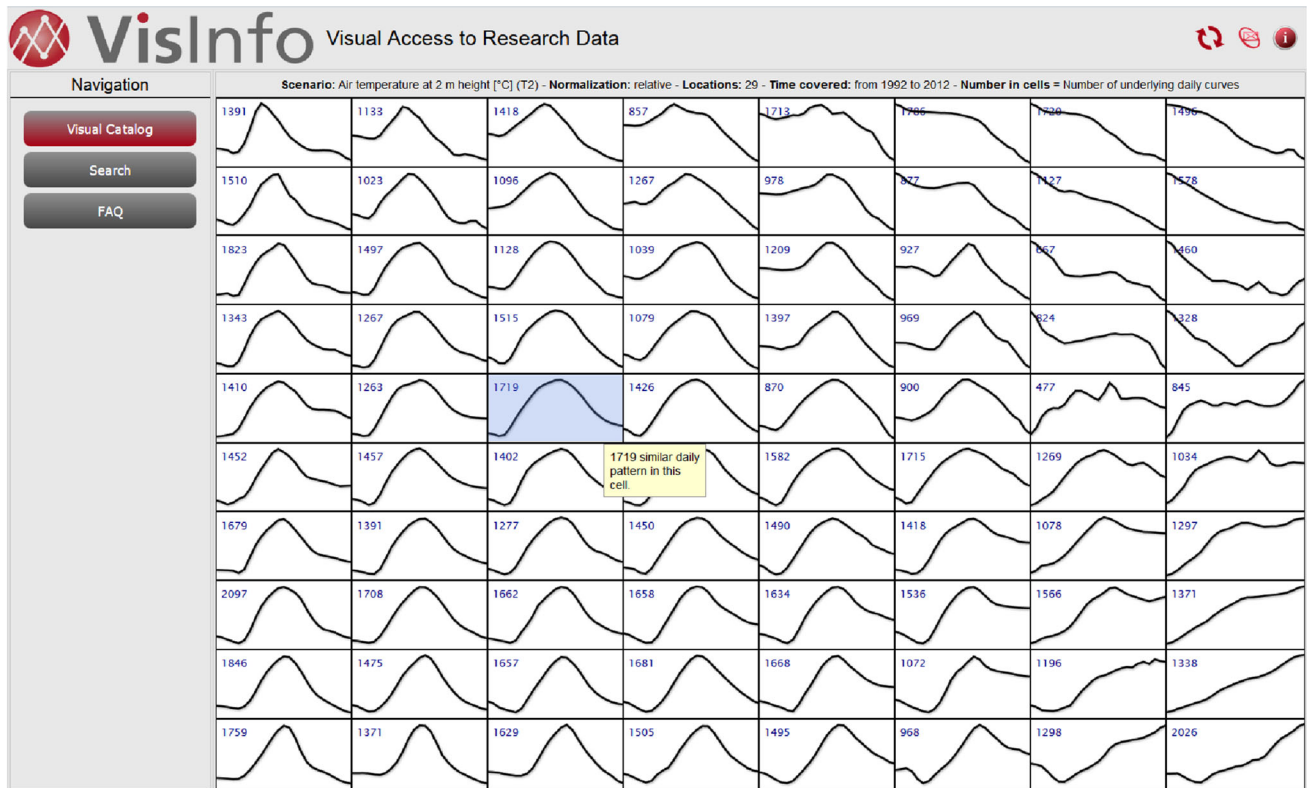 VisInfo Visual Access to Research Data
Navigation
Scenario: Air temperature at 2 m height [°C] (T2) - Normalization: relative - Locations: 29 - Time covered: from 1992 to 2012 - Number in cells = Number of underlying daily curves
Visual Catalog
Search
FAQ
1391 1133 1418 857 1713 1786 1720 1496
1510 1023 1096 1267 978 877 1127 1578
1823 1497 1128 1039 1209 927 667 1460
1343 1267 1515 1079 1397 969 824 1328
1410 1263 1719 1426 870 900 477 845
1719 similar daily
pattern in this
cell.
1452 1457 1402 1582 1715 1269 1034
1679 1391 1277 1450 1490 1418 1078 1297
2097 1708 1662 1658 1634 1536 1566 1371
1846 1475 1657 1681 1668 1072 1196 1338
1759 1371 1629 1505 1495 968 1298 2026